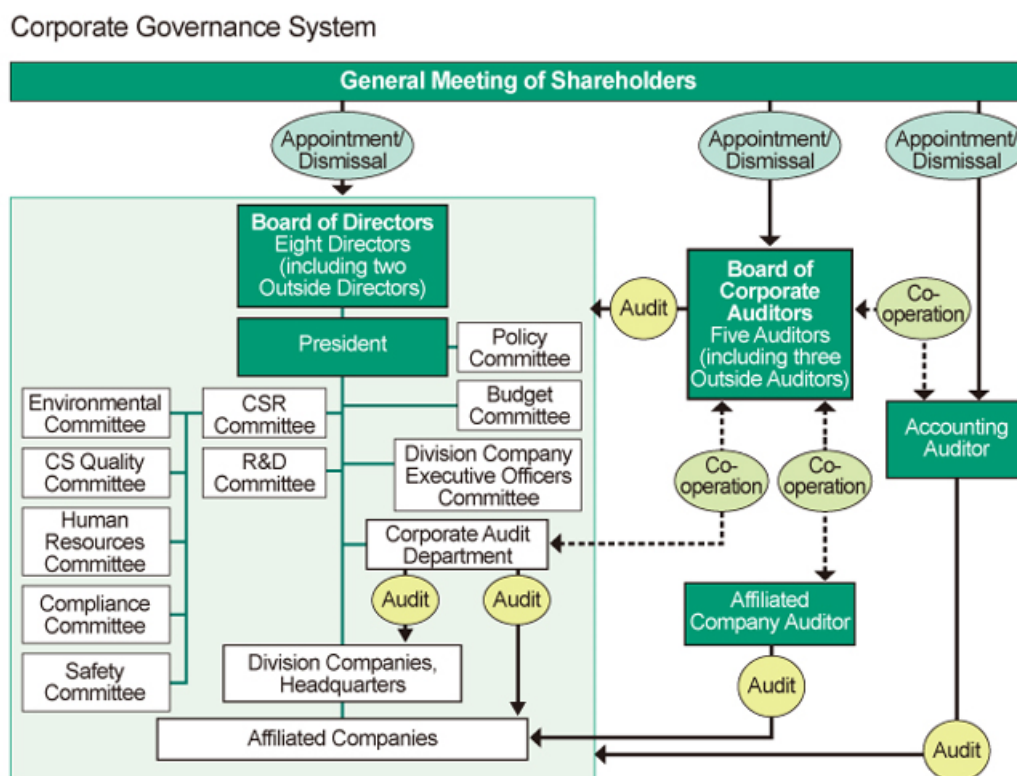 Corporate Governance System
General Meeting of Shareholders
Appointment/
Dismissal
Appointment/
Dismissal
Appointment/
Dismissal
Board of Directors
Eight Directors
(including two
Outside Directors)
Board of
Corporate
Auditors
Five Auditors
(including three
Outside Auditors)
Audit
Co-
operation
President
Policy
Committee
Environmental
Committee
CSR
Committee
Budget
Committee
Accounting
Auditor
CS Quality
Committee
R&D
Committee
Division Company
Executive Officers
Committee
Co-
operation
Co-
operation
Human
Resources
Committee
Corporate Audit
Department
Compliance
Committee
Audit
Audit
Affiliated
Company Auditor
Safety
Committee
Division Companies,
Headquarters
Audit
Affiliated Companies
Audit